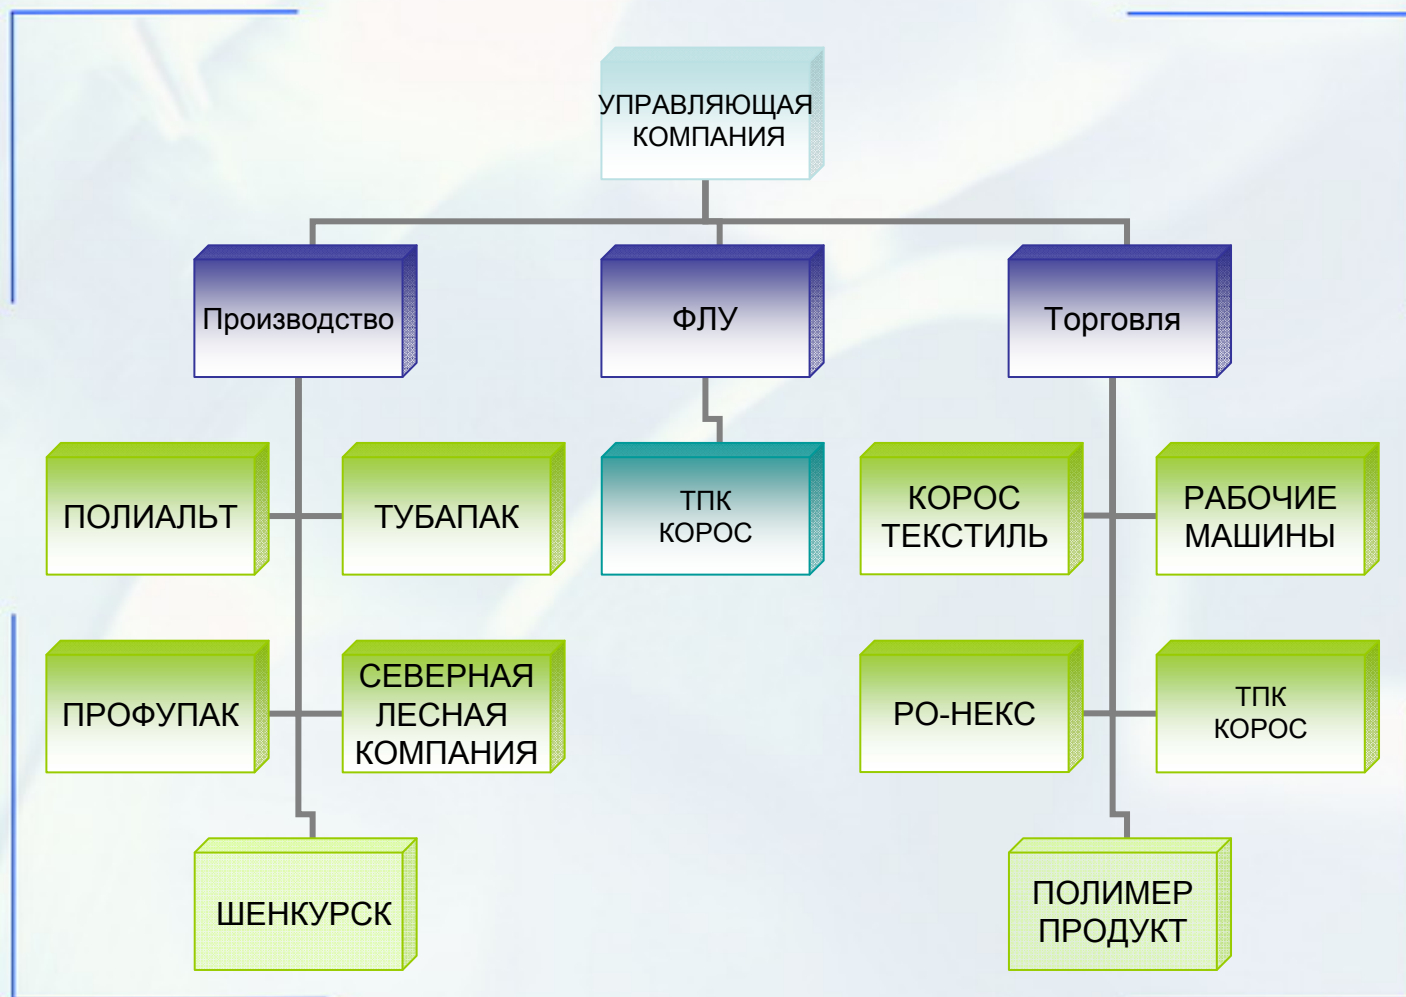 УПРАВЛЯЮЩАЯ
КОМПАНИЯ
Производство
ФЛУ
Торговля
ПОЛИАЛЬТ
ТУБАПАК
ТПК
КОРОС
КОРОС
ТЕКСТИЛЬ
РАБОЧИЕ
МАШИНЫ
ПРОФУПАК
СЕВЕРНАЯ
ЛЕСНАЯ
КОМПАНИЯ
РО-НЕКС
ТПК
КОРОС
ШЕНКУРСК
ПОЛИМЕР
ПРОДУКТ